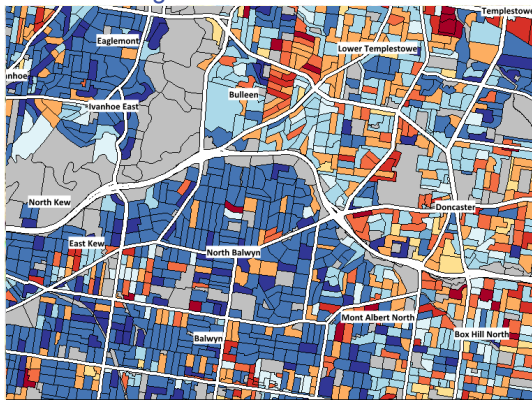 Templestowe
Eaglemont
Lower Templestowe
Bulleen
Ivanhoe East
North Kew
Doncaster
East Kew
North Balwyn
Mont Albert North
Balwyn
Box Hill North